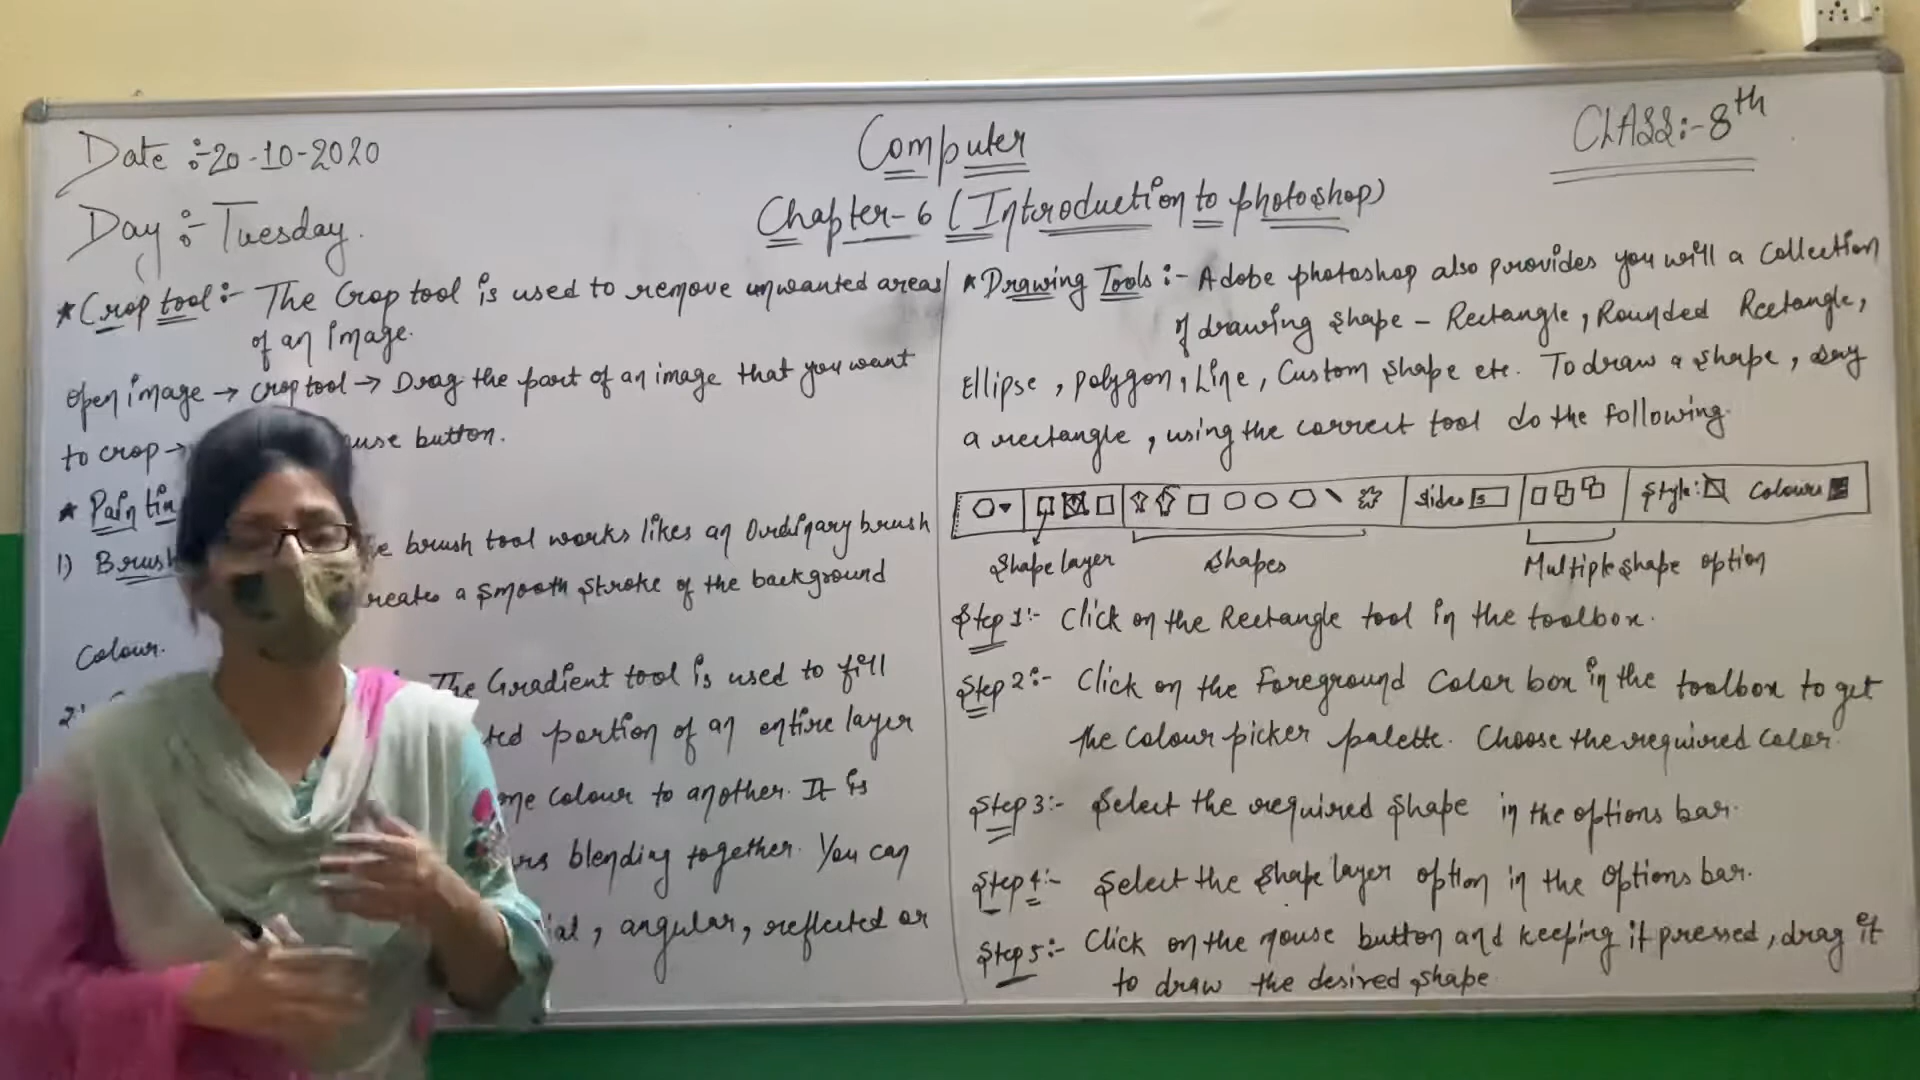 Date :- 20-10-2020
Computer
CLASS:- 8th
Day :- Tuesday.
Chapter-6 (Introduction to photoshop)
* Crop tool :- The Crop tool is used to remove unwanted areas
of an image.
Open image → crop tool → Drag the part of an image that you want
to crop → use button.
* Paintin
1) Brush brush tool works likes an Ordinary brush
creates a smooth stroke of the background
Colour.
2) The Gradient tool is used to fill
ted portion of an entire layer
one colour to another. It is
blending together. You can
ial, angular, reflected or
* Drawing Tools :- Adobe photoshop also provides you will a Collection
of drawing shape - Rectangle, Rounded Rectangle,
Ellipse, polygon, Line, Custom shape etc. To draw a shape, say
a rectangle, using the correct tool do the following.
Sides 5 Style: Colour
Shape layer Shapes Multiple shape option
Step 1:- Click on the Rectangle tool in the toolbox.
Step 2:- Click on the Foreground Color box in the toolbox to get
the Colour picker palette. Choose the required color.
Step 3:- Select the required shape in the options bar.
Step 4:- Select the shape layer option in the options bar.
Step 5:- Click on the mouse button and keeping it pressed, drag it
to draw the desired shape